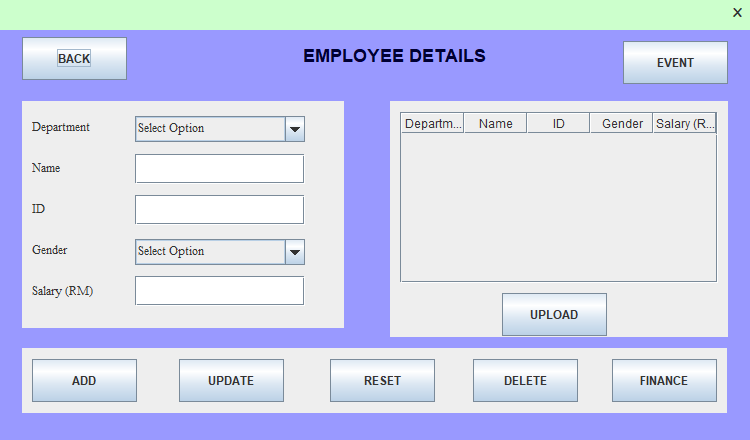 X
BACK
EMPLOYEE DETAILS
EVENT
Department
Select Option
Name
ID
Gender
Select Option
Salary (RM)
Departm... Name ID Gender Salary (R...
UPLOAD
ADD
UPDATE
RESET
DELETE
FINANCE